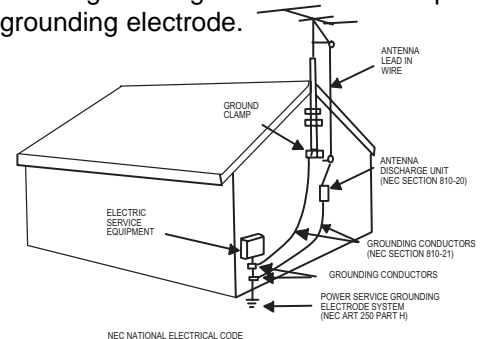 grounding electrode.
ANTENNA
LEAD IN
WIRE
GROUND
CLAMP
ANTENNA
DISCHARGE UNIT
(NEC SECTION 810-20)
ELECTRIC
SERVICE
EQUIPMENT
GROUNDING CONDUCTORS
(NEC SECTION 810-21)
GROUNDING CONDUCTORS
POWER SERVICE GROUNDING
ELECTRODE SYSTEM
(NEC ART 250 PART H)
NEC NATIONAL ELECTRICAL CODE